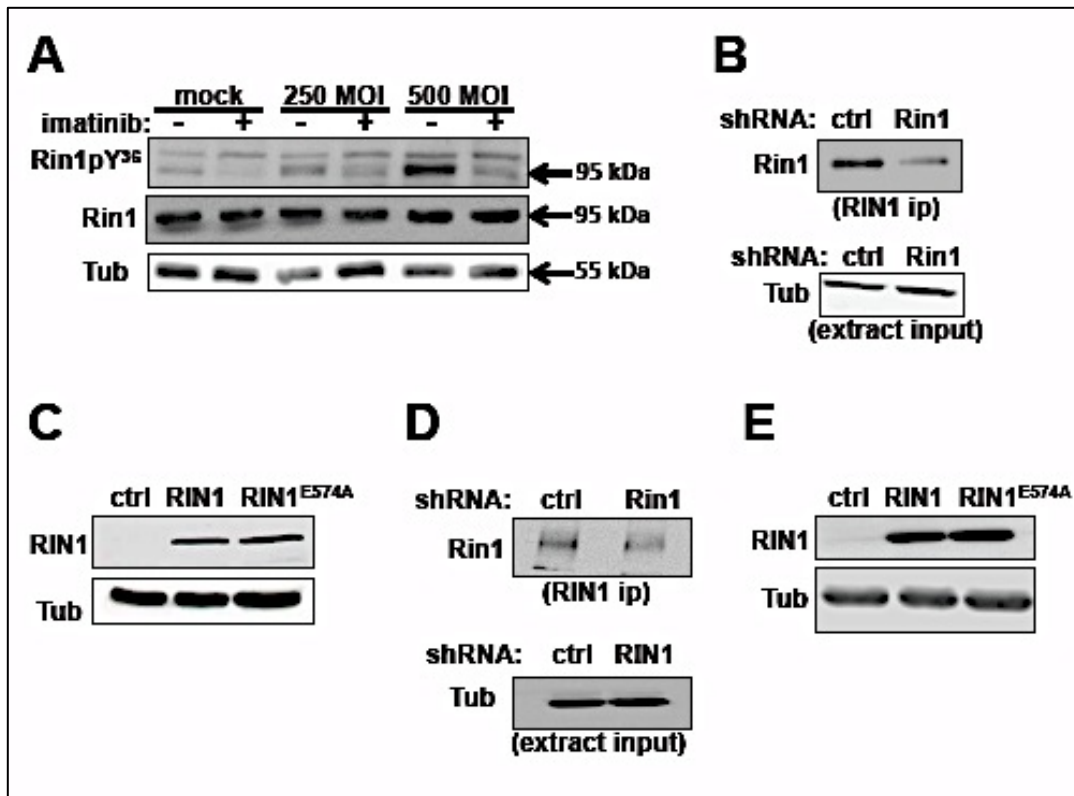 A
mock 250 MOI 500 MOI
imatinib: - + - + - +
Rin1pY³⁶ 95 kDa
Rin1 95 kDa
Tub 55 kDa
B
shRNA: ctrl Rin1
Rin1
(RIN1 ip)
shRNA: ctrl Rin1
Tub
(extract input)
C
ctrl RIN1 RIN1ᴱ⁵⁷⁴ᴬ
RIN1
Tub
D
shRNA: ctrl Rin1
Rin1
(RIN1 ip)
shRNA: ctrl RIN1
Tub
(extract input)
E
ctrl RIN1 RIN1ᴱ⁵⁷⁴ᴬ
RIN1
Tub